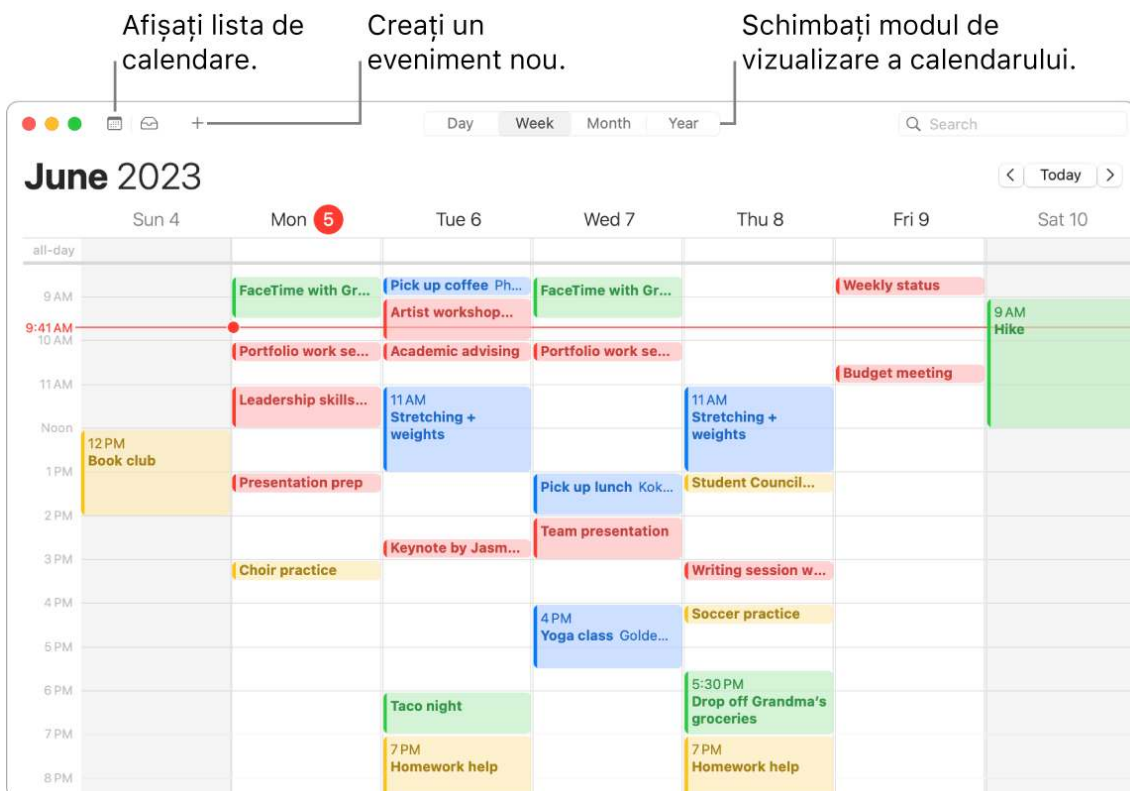 Afișați lista de
calendare.
Creați un
eveniment nou.
Schimbați modul de
vizualizare a calendarului.
Day Week Month Year
Search
June 2023
Today
Sun 4 Mon 5 Tue 6 Wed 7 Thu 8 Fri 9 Sat 10
all-day
FaceTime with Gr... Pick up coffee Ph... FaceTime with Gr... Weekly status
9 AM
Artist workshop... 9 AM
9:41 AM Hike
10 AM
Portfolio work se... Academic advising Portfolio work se...
Budget meeting
11 AM
Leadership skills... 11 AM 11 AM
Stretching + Stretching +
weights weights
Noon
12 PM
Book club
1 PM
Presentation prep Pick up lunch Kok... Student Council...
2 PM
Team presentation
Keynote by Jasm...
3 PM
Choir practice Writing session w...
4 PM
4 PM Soccer practice
Yoga class Golde...
5 PM
5:30 PM
6 PM Drop off Grandma's
Taco night groceries
7 PM
7 PM 7 PM
Homework help Homework help
8 PM